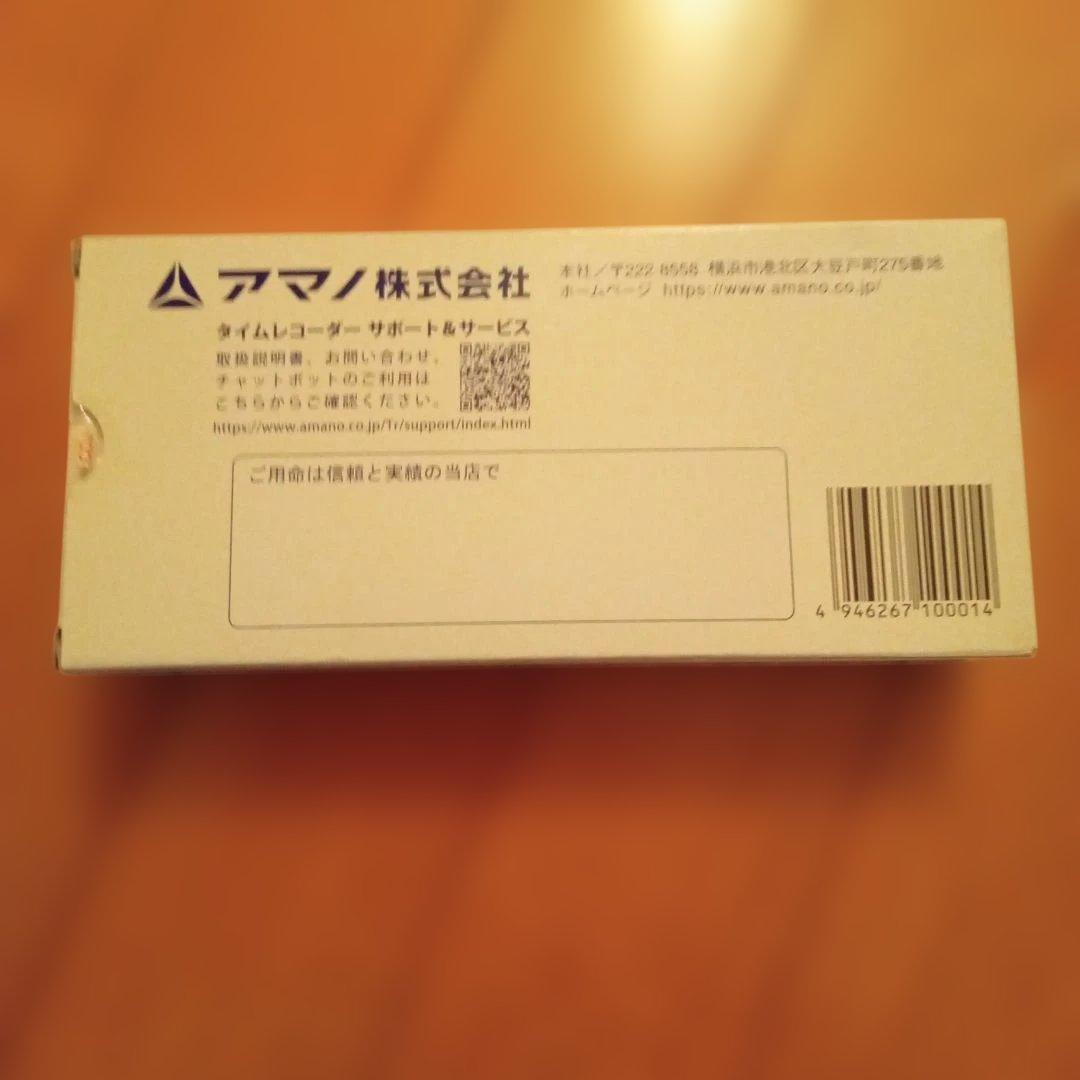 アマノ株式会社
本社/〒222-8558 横浜市港北区大豆戸町275番地
ホームページ https://www.amano.co.jp/
タイムレコーダー サポート&サービス
取扱説明書、お問い合わせ、
チャットボットのご利用は
こちらからご確認ください。
https://www.amano.co.jp/Tr/support/index.html
ご用命は信頼と実績の当店で
4 946267 100014